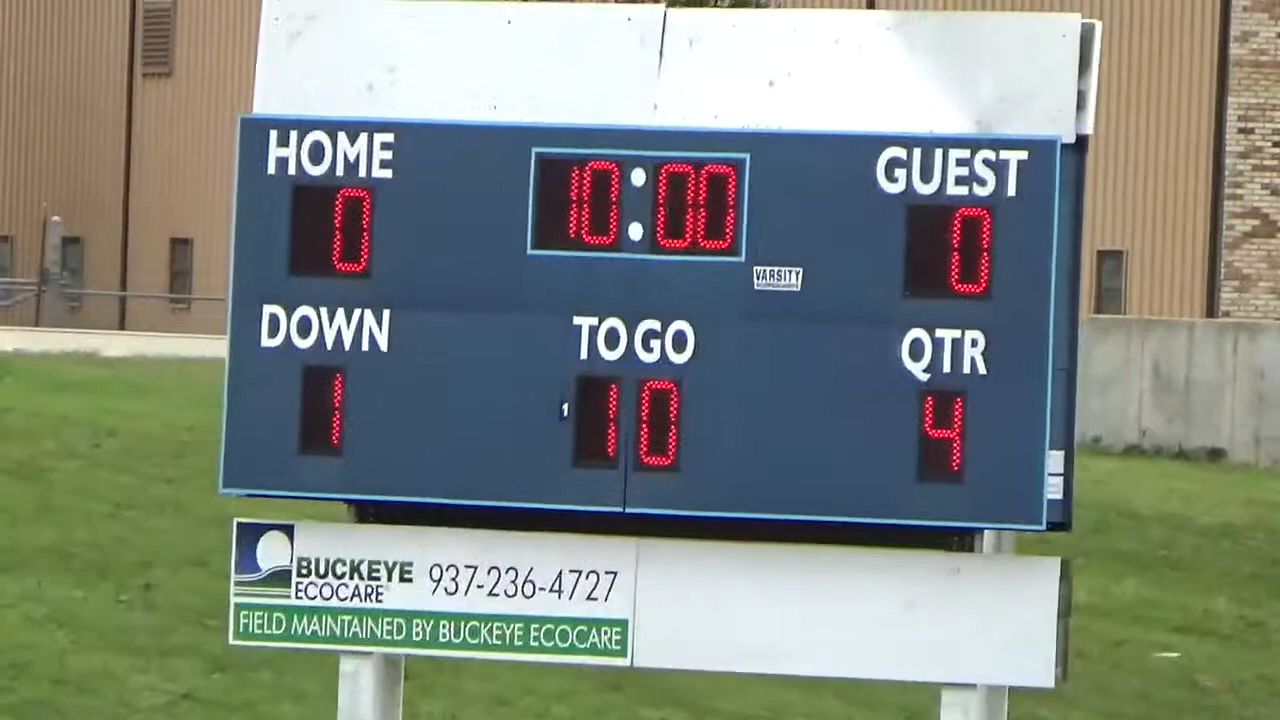 HOME
10:00
GUEST
0
0
VARSITY
DOWN
TO GO
QTR
1
1
10
4
BUCKEYE
ECOCARE
937-236-4727
FIELD MAINTAINED BY BUCKEYE ECOCARE